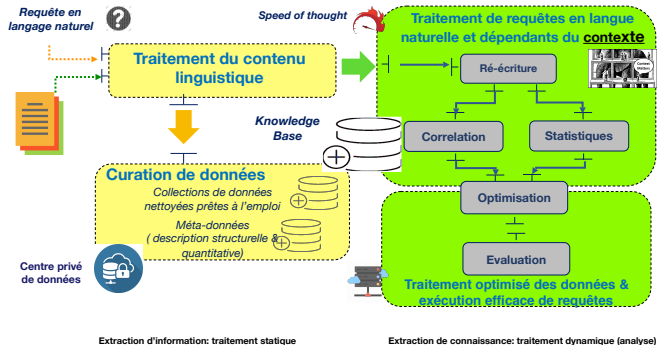 Requête en
langage naturel
Speed of thought
Traitement de requêtes en langue
naturelle et dépendants du contexte
Traitement du contenu
linguistique
Ré-écriture
Knowledge
Base
Correlation
Statistiques
Curation de données
Collections de données
nettoyées prêtes à l'emploi
Méta-données
( description structurelle &
quantitative)
Optimisation
Evaluation
Centre privé
de données
Traitement optimisé des données &
exécution efficace de requêtes
Extraction d'information: traitement statique
Extraction de connaissance: traitement dynamique (analyse)